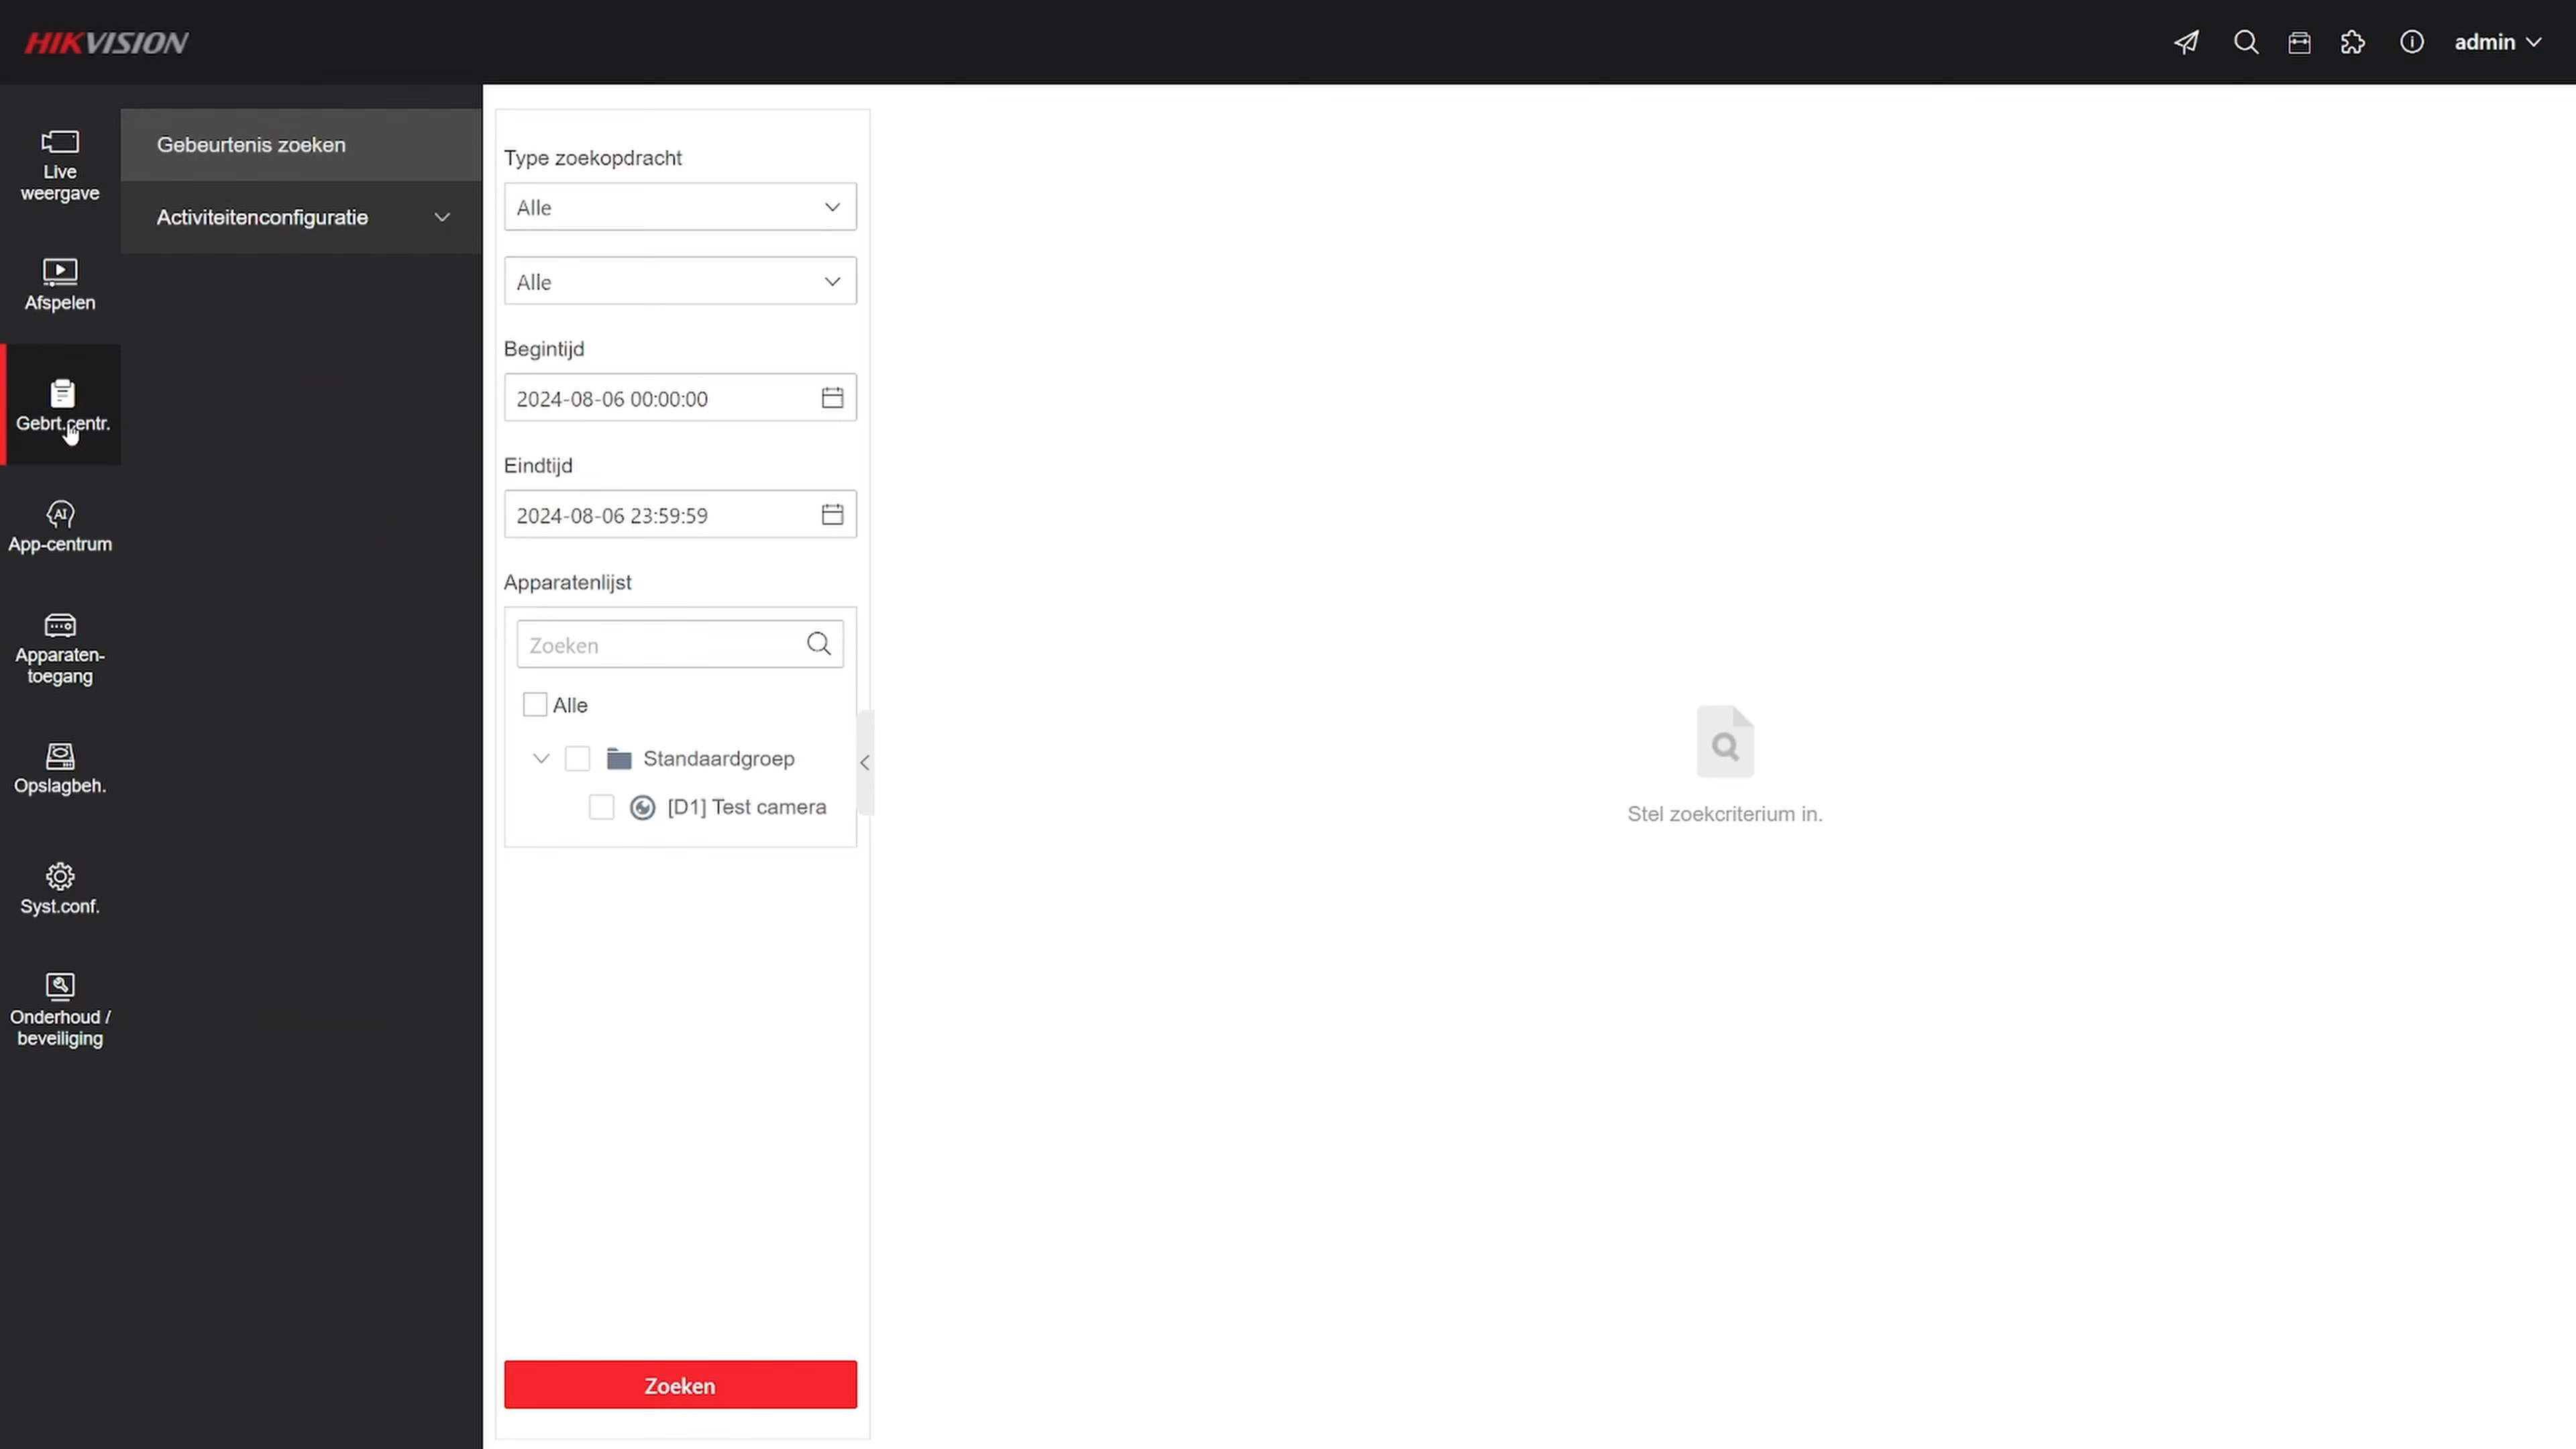 HIKVISION
admin
Live
weergave
Afspelen
Gebrt.centr.
App-centrum
AI
Apparaten-
toegang
Opslagbeh.
Syst.conf.
Onderhoud /
beveiliging
Gebeurtenis zoeken
Activiteitenconfiguratie
Type zoekopdracht
Alle
Alle
Begintijd
2024-08-06 00:00:00
Eindtijd
2024-08-06 23:59:59
Apparatenlijst
Zoeken
Alle
Standaardgroep
[D1] Test camera
Zoeken
Stel zoekcriterium in.